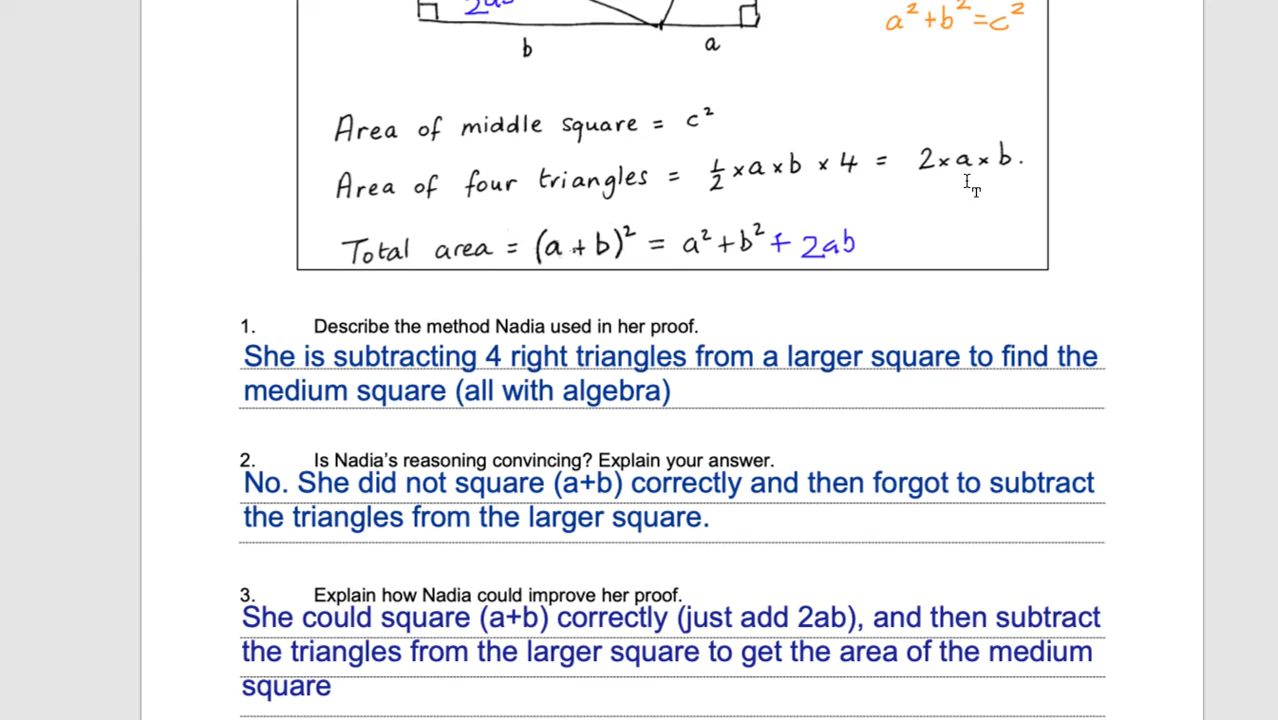 2ab
a² + b² = c²
b a
Area of middle square = c²
Area of four triangles = 1/2 × a × b × 4 = 2 × a × b.
Total area = (a + b)² = a² + b² + 2ab
1. Describe the method Nadia used in her proof.
She is subtracting 4 right triangles from a larger square to find the
medium square (all with algebra)
2. Is Nadia's reasoning convincing? Explain your answer.
No. She did not square (a+b) correctly and then forgot to subtract
the triangles from the larger square.
3. Explain how Nadia could improve her proof.
She could square (a+b) correctly (just add 2ab), and then subtract
the triangles from the larger square to get the area of the medium
square